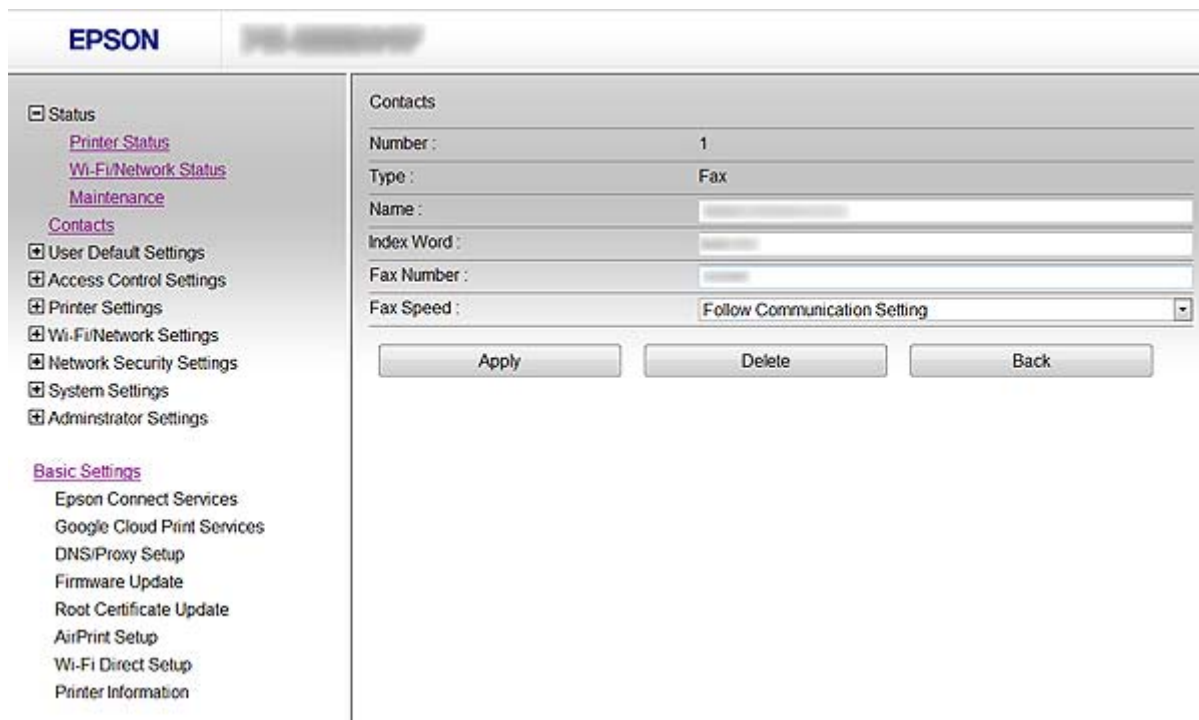 EPSON
Status
Printer Status
Wi-Fi/Network Status
Maintenance
Contacts
User Default Settings
Access Control Settings
Printer Settings
Wi-Fi/Network Settings
Network Security Settings
System Settings
Adminstrator Settings
Basic Settings
Epson Connect Services
Google Cloud Print Services
DNS/Proxy Setup
Firmware Update
Root Certificate Update
AirPrint Setup
Wi-Fi Direct Setup
Printer Information
Contacts
Number : 1
Type : Fax
Name :
Index Word :
Fax Number :
Fax Speed : Follow Communication Setting
Apply Delete Back